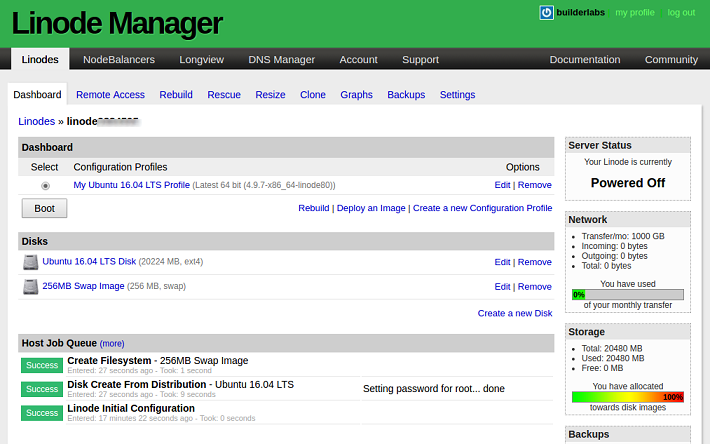 Linode Manager
builderlabs my profile log out
Linodes NodeBalancers Longview DNS Manager Account Support Documentation Community
Dashboard Remote Access Rebuild Rescue Resize Clone Graphs Backups Settings
Linodes » linode
Dashboard
Select Configuration Profiles Options
My Ubuntu 16.04 LTS Profile (Latest 64 bit (4.9.7-x86_64-linode80)) Edit | Remove
Boot Rebuild | Deploy an Image | Create a new Configuration Profile
Disks
Ubuntu 16.04 LTS Disk (20224 MB, ext4) Edit | Remove
256MB Swap Image (256 MB, swap) Edit | Remove
Create a new Disk
Host Job Queue (more)
Success Create Filesystem - 256MB Swap Image
Entered: 27 seconds ago - Took: 1 second
Success Disk Create From Distribution - Ubuntu 16.04 LTS Setting password for root... done
Entered: 27 seconds ago - Took: 9 seconds
Success Linode Initial Configuration
Entered: 17 minutes 22 seconds ago - Took: 0 seconds
Server Status
Your Linode is currently
Powered Off
Network
Transfer/mo: 1000 GB
Incoming: 0 bytes
Outgoing: 0 bytes
Total: 0 bytes
You have used
0%
of your monthly transfer
Storage
Total: 20480 MB
Used: 20480 MB
Free: 0 MB
You have allocated
100%
towards disk images
Backups